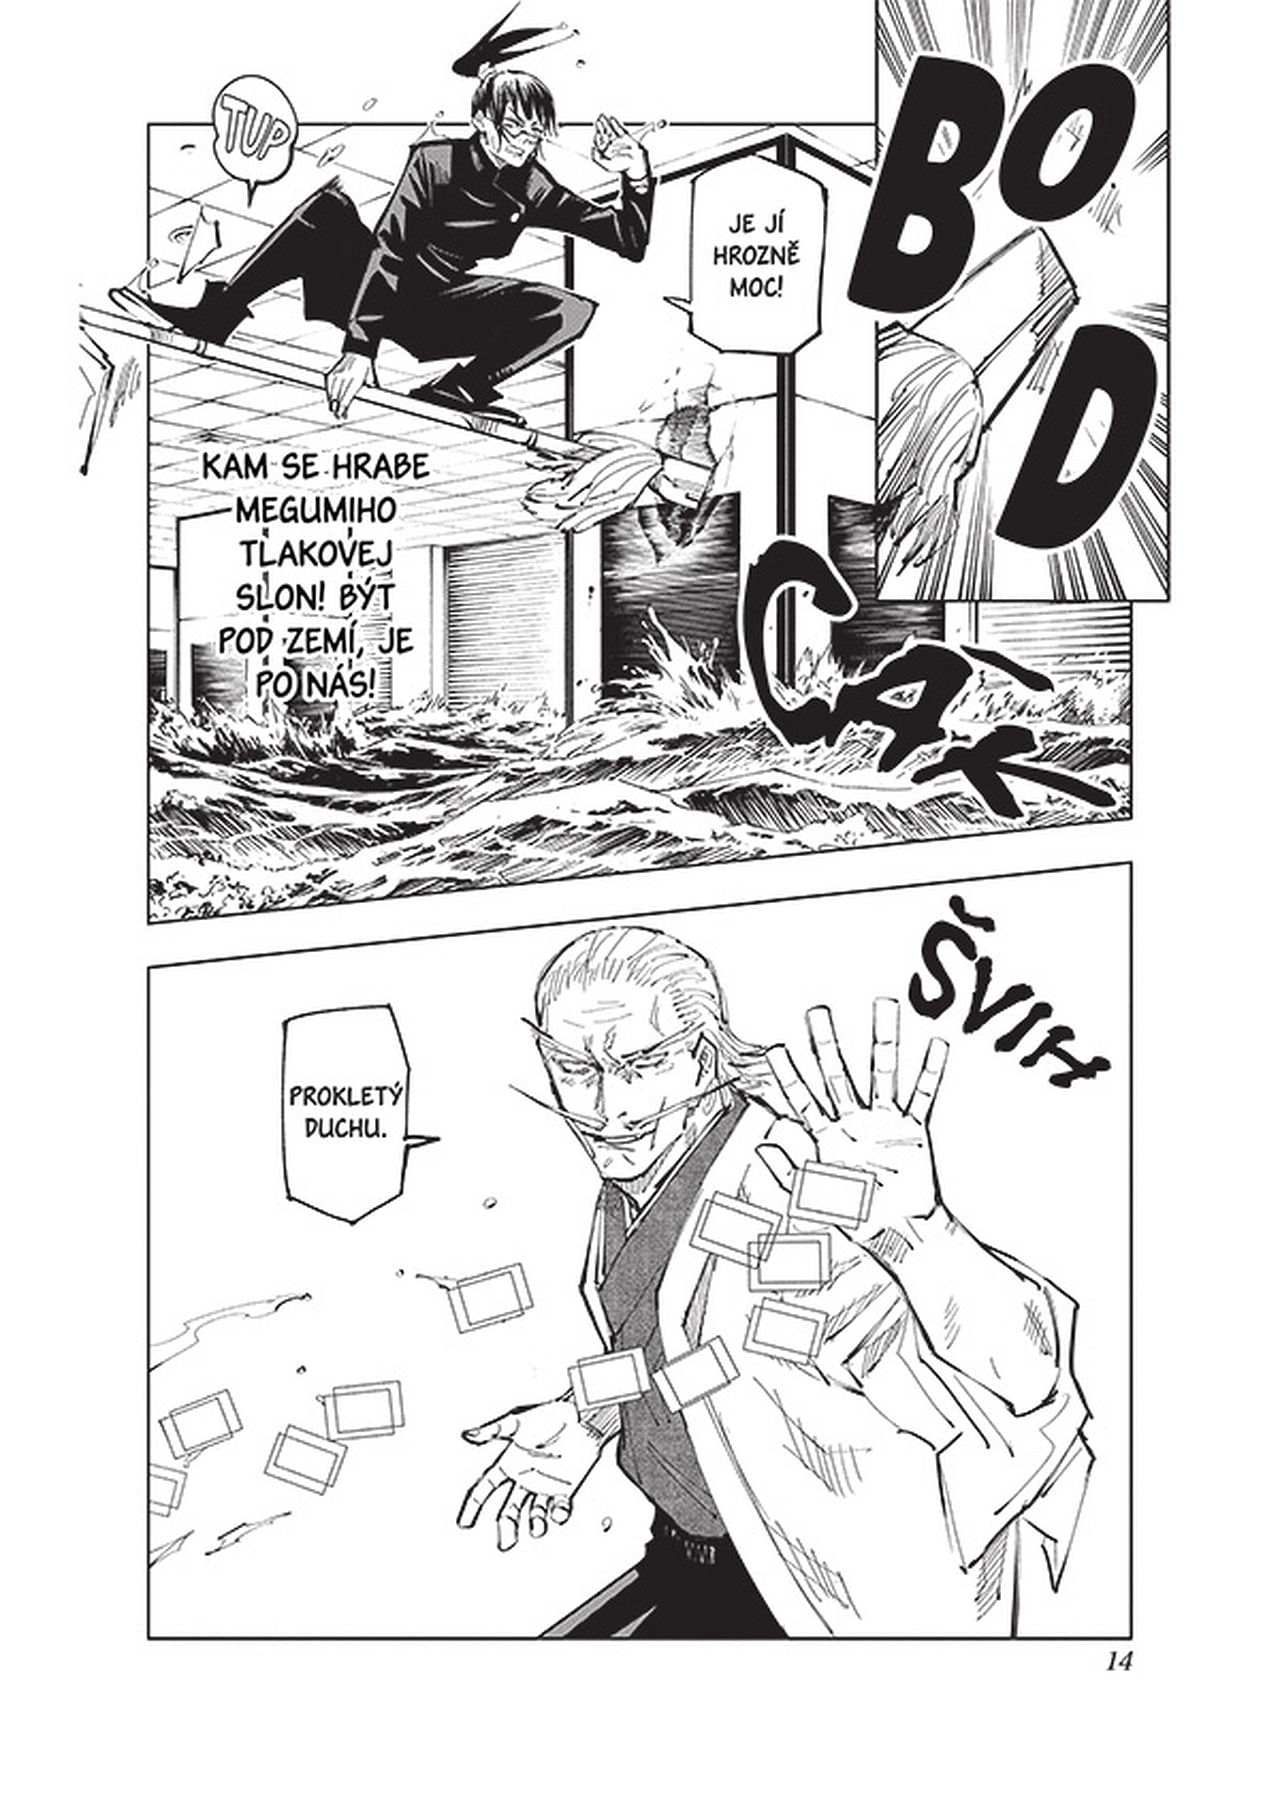 BO
D
JE JÍ
HROZNĚ
MOC!
TUP
KAM SE HRABE
MEGUMIHO
TLAKOVEJ
SLON! BÝT
POD ZEMÍ, JE
PO NÁS!
CÁK
ŠVIH
PROKLETÝ
DUCHU.
14